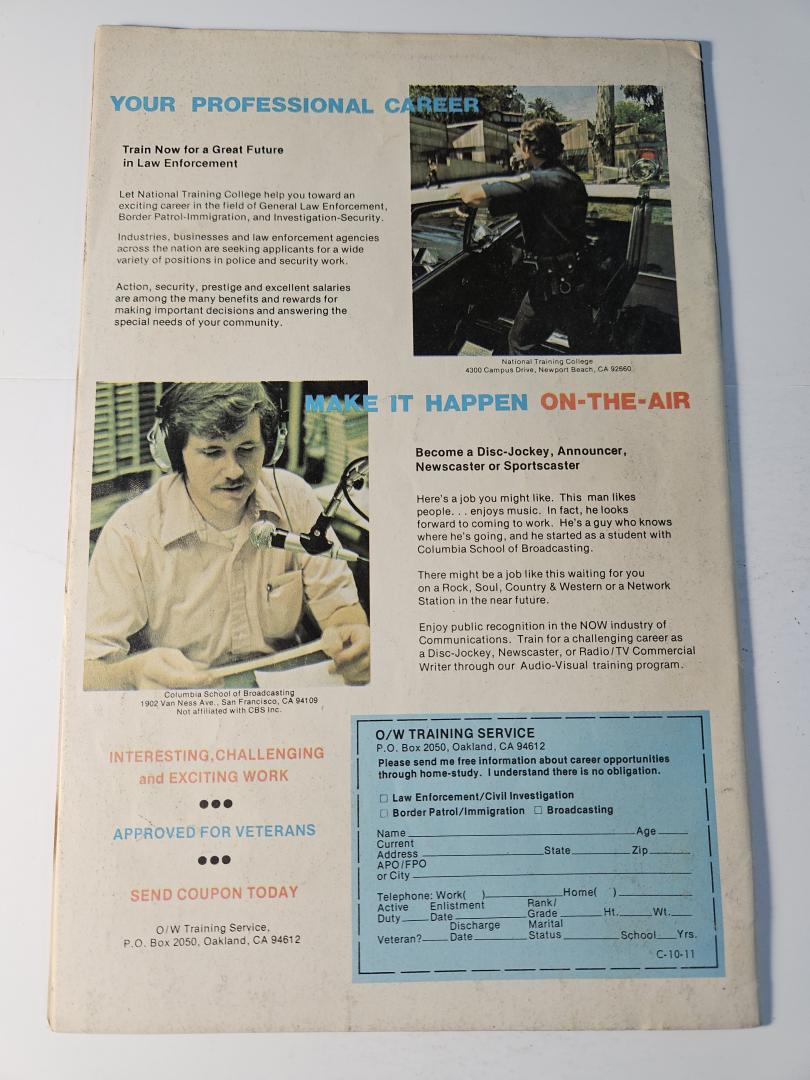 YOUR PROFESSIONAL CAREER
Train Now for a Great Future
in Law Enforcement
Let National Training College help you toward an
exciting career in the field of General Law Enforcement,
Border Patrol-Immigration, and Investigation-Security.
Industries, businesses and law enforcement agencies
across the nation are seeking applicants for a wide
variety of positions in police and security work.
Action, security, prestige and excellent salaries
are among the many benefits and rewards for
making important decisions and answering the
special needs of your community.
National Training College
4300 Campus Drive, Newport Beach, CA 92660
MAKE IT HAPPEN ON-THE-AIR
Become a Disc-Jockey, Announcer,
Newscaster or Sportscaster
Here's a job you might like. This man likes
people. . . enjoys music. In fact, he looks
forward to coming to work. He's a guy who knows
where he's going, and he started as a student with
Columbia School of Broadcasting.
There might be a job like this waiting for you
on a Rock, Soul, Country & Western or a Network
Station in the near future.
Enjoy public recognition in the NOW industry of
Communications. Train for a challenging career as
a Disc-Jockey, Newscaster, or Radio/TV Commercial
Writer through our Audio-Visual training program.
Columbia School of Broadcasting
1902 Van Ness Ave., San Francisco, CA 94109
Not affiliated with CBS Inc.
INTERESTING, CHALLENGING
and EXCITING WORK
●●●
APPROVED FOR VETERANS
●●●
SEND COUPON TODAY
O/W Training Service,
P.O. Box 2050, Oakland, CA 94612
O/W TRAINING SERVICE
P.O. Box 2050, Oakland, CA 94612
Please send me free information about career opportunities
through home-study. I understand there is no obligation.
□ Law Enforcement/Civil Investigation
□ Border Patrol/Immigration □ Broadcasting
Name Age
Current
Address State Zip
APO/FPO
or City
Telephone: Work( ) Home( )
Active Enlistment Rank/
Duty Date Grade Ht. Wt.
Discharge Marital
Veteran? Date Status School Yrs.
C-10-11